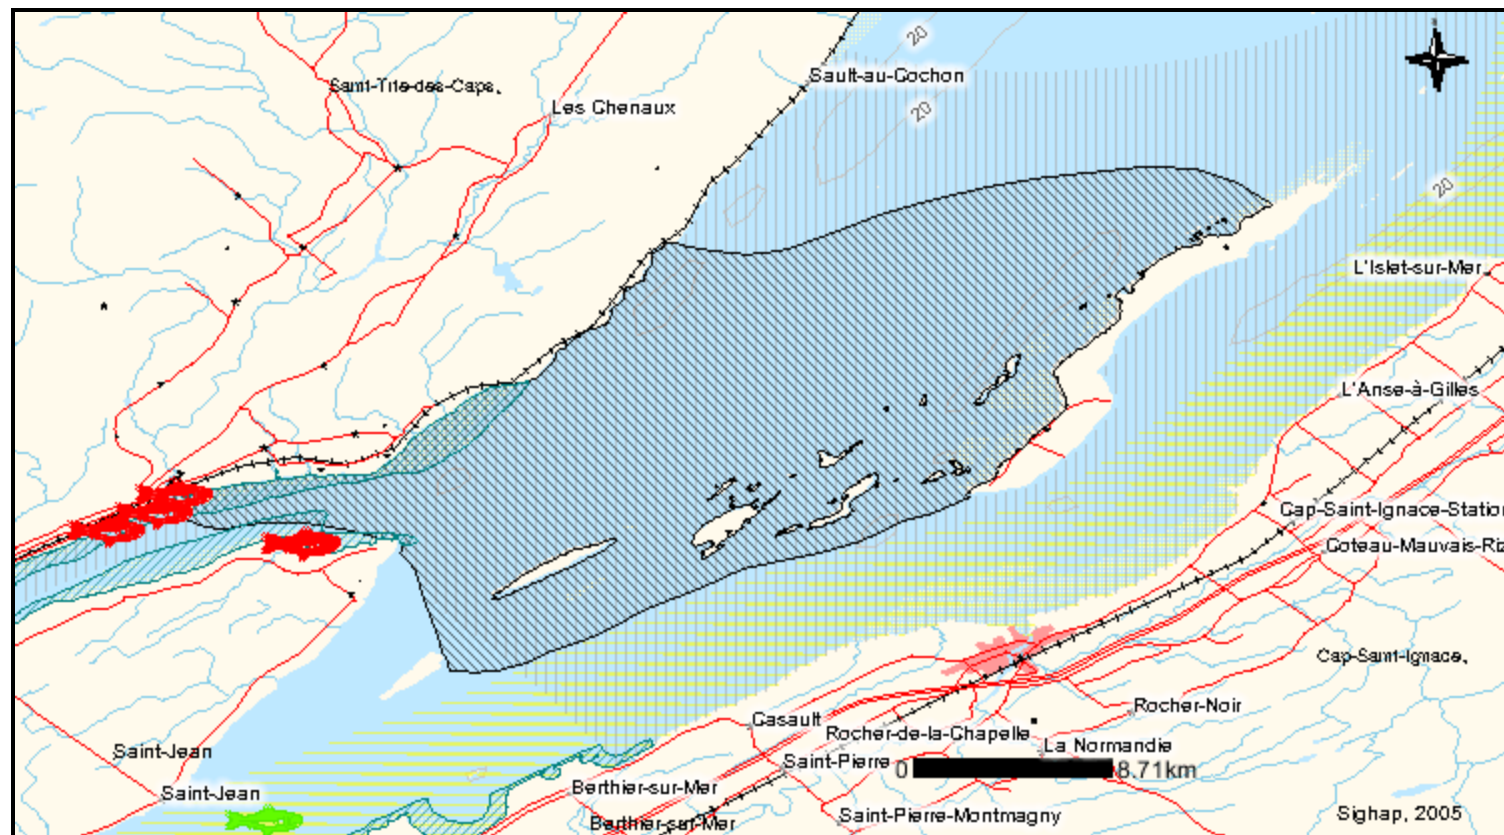 20
Sault-au-Cochon
Saint-Tite-des-Caps
Les Chenaux
20
20
L'Islet-sur-Mer
L'Anse-à-Gilles
Cap-Saint-Ignace-Station
Coteau-Mauvais-Riz
Cap-Saint-Ignace
Rocher-Noir
Casault
Rocher-de-la-Chapelle
La Normandie
Saint-Jean
Saint-Pierre
0
8.71km
Saint-Jean
Berthier-sur-Mer
Saint-Pierre-Montmagny
Sighap, 2005
Berthier-sur-Mer